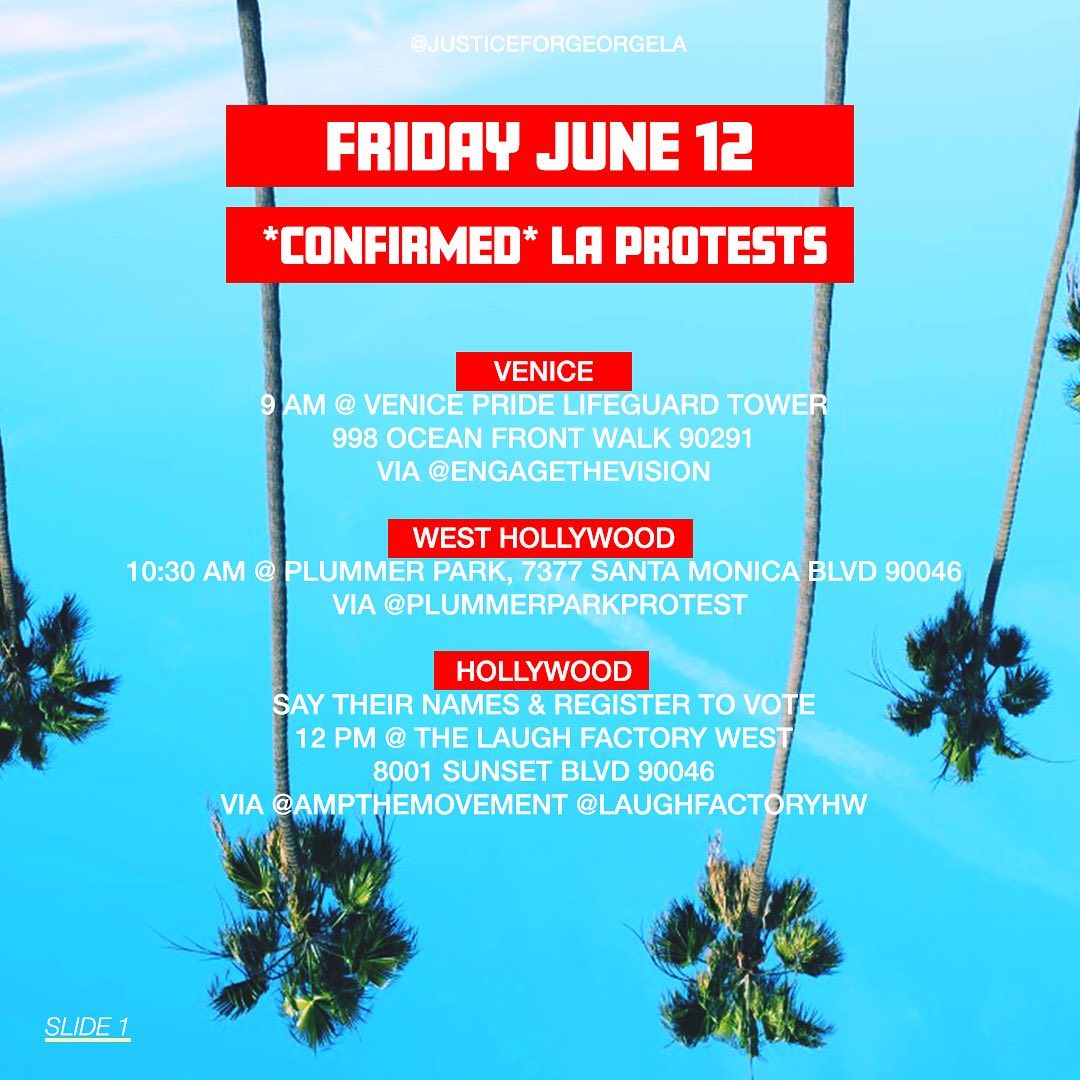 @JUSTICEFORGEORGELA
FRIDAY JUNE 12
*CONFIRMED* LA PROTESTS
VENICE
9 AM @ VENICE PRIDE LIFEGUARD TOWER
998 OCEAN FRONT WALK 90291
VIA @ENGAGETHEVISION
WEST HOLLYWOOD
10:30 AM @ PLUMMER PARK, 7377 SANTA MONICA BLVD 90046
VIA @PLUMMERPARKPROTEST
HOLLYWOOD
SAY THEIR NAMES & REGISTER TO VOTE
12 PM @ THE LAUGH FACTORY WEST
8001 SUNSET BLVD 90046
VIA @AMPTHEMOVEMENT @LAUGHFACTORYHW
SLIDE 1